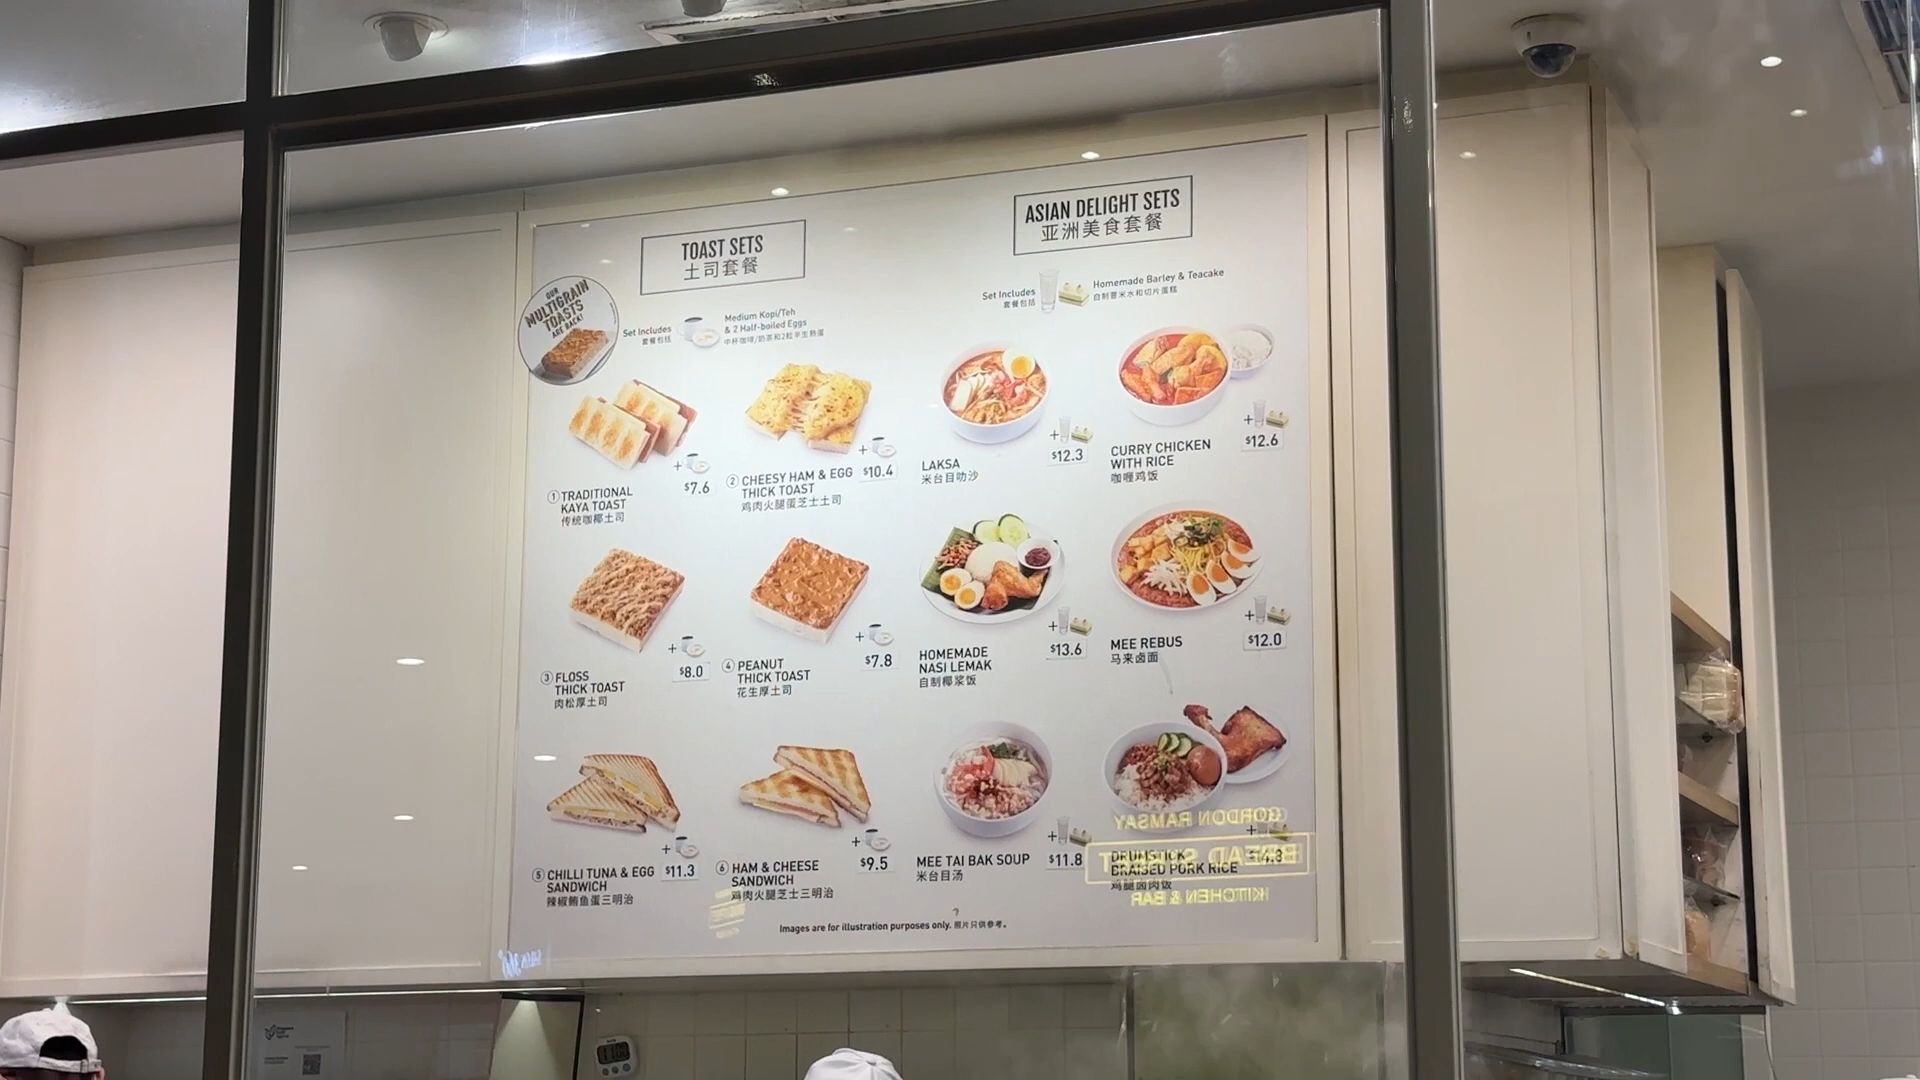 TOAST SETS
土司套餐
OUR
MULTIGRAIN
TOASTS
ARE BACK!
Set Includes
套餐包括
Medium Kopi/Teh
& 2 Half-boiled Eggs
中杯咖啡/奶茶和2粒半生熟蛋
① TRADITIONAL
KAYA TOAST
传统咖椰土司
+
$7.6
② CHEESY HAM & EGG
THICK TOAST
鸡肉火腿蛋芝士土司
+
$10.4
③ FLOSS
THICK TOAST
肉松厚土司
+
$8.0
④ PEANUT
THICK TOAST
花生厚土司
+
$7.8
⑤ CHILLI TUNA & EGG
SANDWICH
辣椒鲔鱼蛋三明治
+
$11.3
⑥ HAM & CHEESE
SANDWICH
鸡肉火腿芝士三明治
+
$9.5
ASIAN DELIGHT SETS
亚洲美食套餐
Set Includes
套餐包括
Homemade Barley & Teacake
自制薏米水和切片蛋糕
LAKSA
米台目叻沙
+
$12.3
CURRY CHICKEN
WITH RICE
咖喱鸡饭
+
$12.6
HOMEMADE
NASI LEMAK
自制椰浆饭
+
$13.6
MEE REBUS
马来卤面
+
$12.0
MEE TAI BAK SOUP
米台目汤
+
$11.8
DRUMSTICK
BRAISED PORK RICE
鸡腿卤肉饭
+
GORDON RAMSAY
BREAD STREET
KITCHEN & BAR
Images are for illustration purposes only. 照片只供参考。